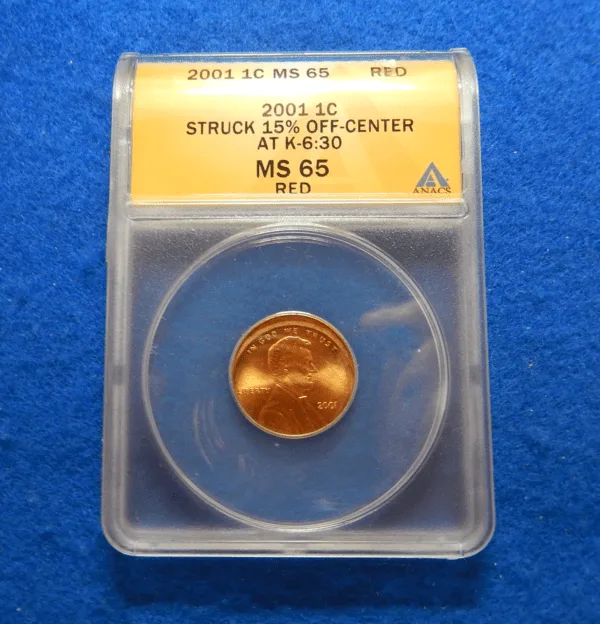 2001 1C MS 65 RED
2001 1C
STRUCK 15% OFF-CENTER
AT K-6:30
MS 65
RED
ANACS
IN GOD WE TRUST
LIBERTY
2001